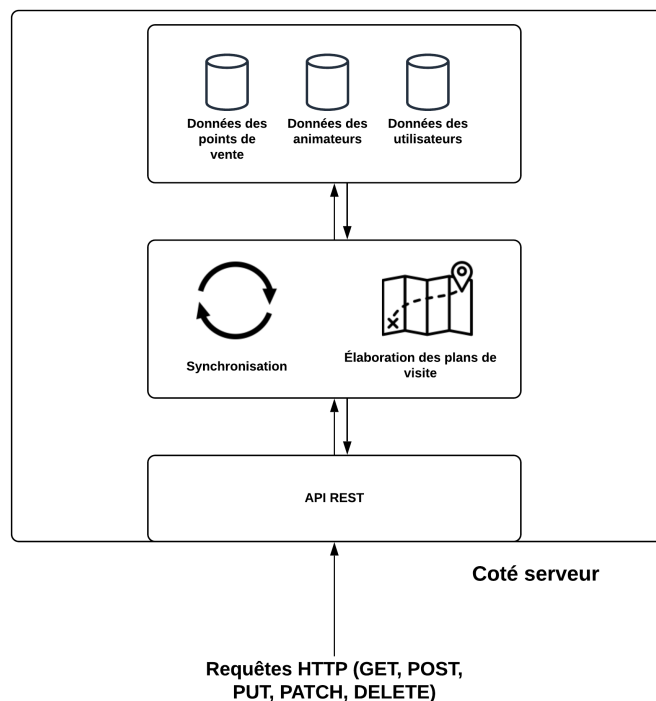 Données des
points de
vente
Données des
animateurs
Données des
utilisateurs
Synchronisation
Élaboration des plans de
visite
API REST
Coté serveur
Requêtes HTTP (GET, POST,
PUT, PATCH, DELETE)